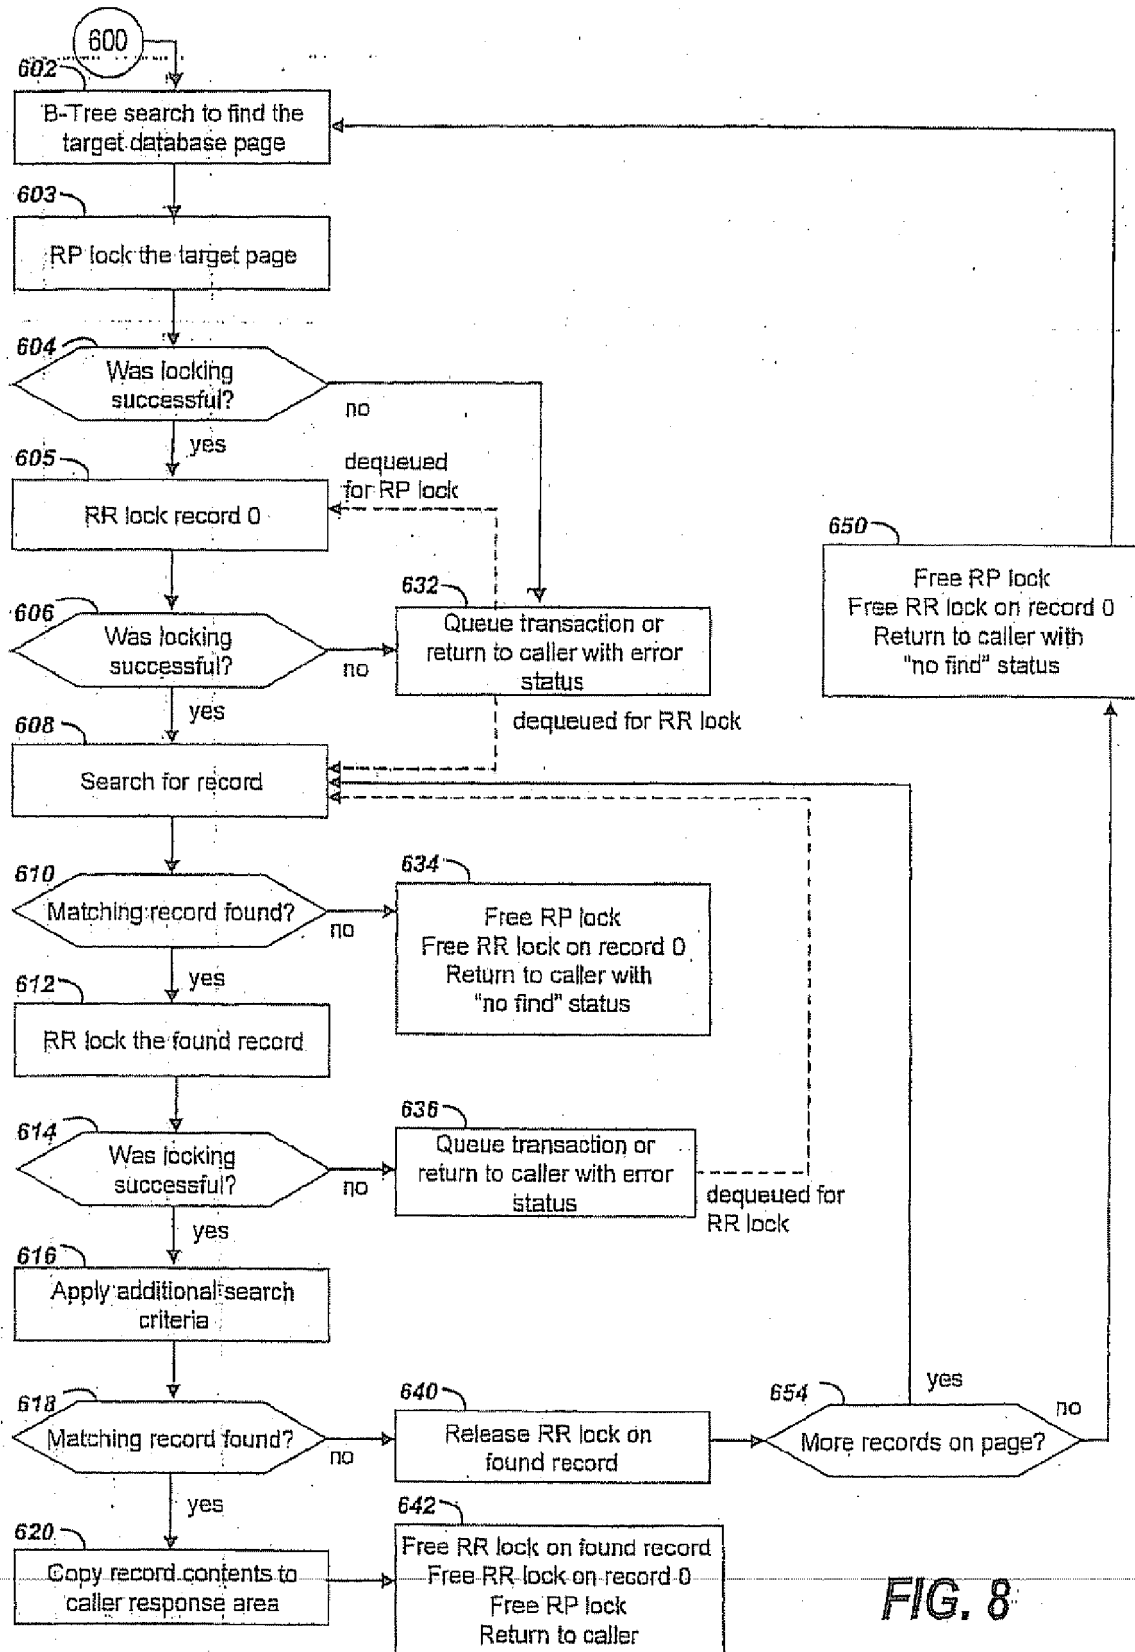 600
602
B-Tree search to find the
target database page
603
RP lock the target page
604
Was locking
successful?
no
yes
605
RR lock record 0
dequeued
for RP lock
606
Was locking
successful?
no
yes
632
Queue transaction or
return to caller with error
status
dequeued for RR lock
650
Free RP lock
Free RR lock on record 0
Return to caller with
"no find" status
608
Search for record
610
Matching record found?
no
yes
634
Free RP lock
Free RR lock on record 0
Return to caller with
"no find" status
612
RR lock the found record
614
Was locking
successful?
no
yes
636
Queue transaction or
return to caller with error
status
dequeued for
RR lock
616
Apply additional search
criteria
618
Matching record found?
no
yes
640
Release RR lock on
found record
654
More records on page?
yes
no
620
Copy record contents to
caller response area
642
Free RR lock on found record
Free RR lock on record 0
Free RP lock
Return to caller
FIG. 8